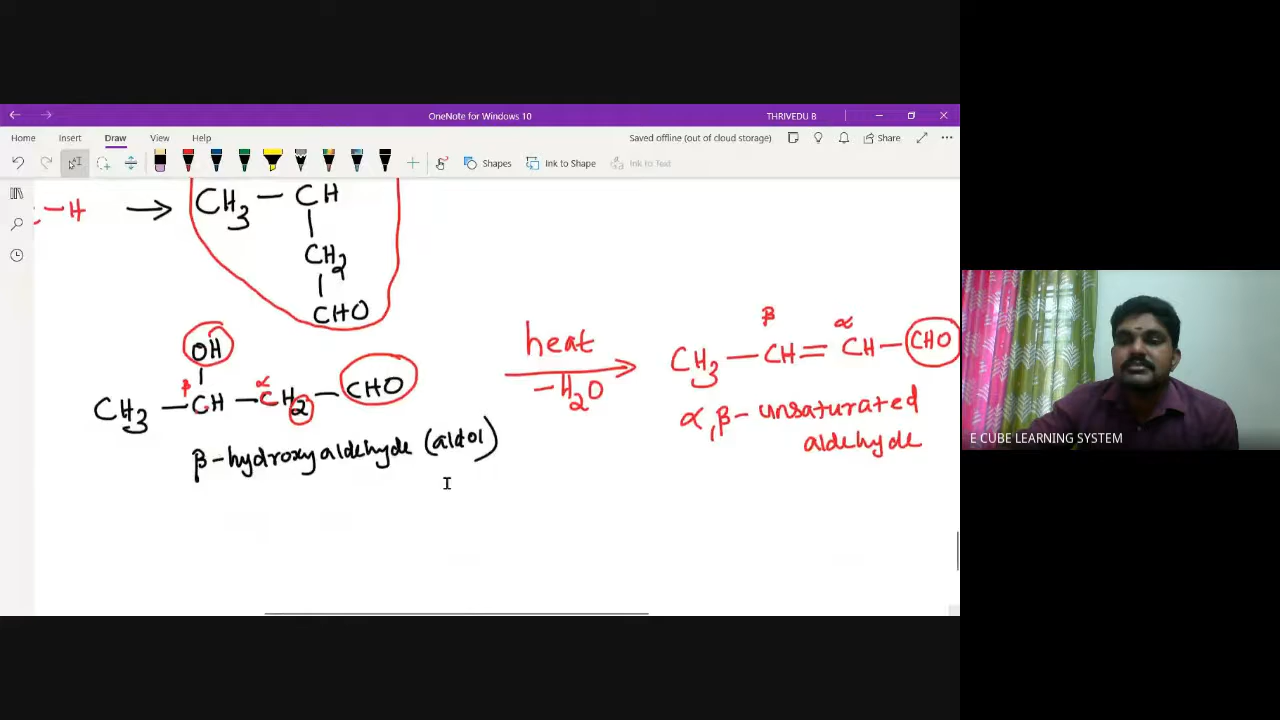 OneNote for Windows 10
THRIVEDU B
Home Insert Draw View Help
Saved offline (out of cloud storage)
Share
Shapes Ink to Shape Ink to Text
–H → CH3 – CH
CH2
CHO
OH
β α
CH3 – CH – CH2 – CHO
β-hydroxy aldehyde (aldol)
heat
-H2O
β α
CH3 – CH = CH – CHO
α,β- unsaturated
aldehyde
E CUBE LEARNING SYSTEM